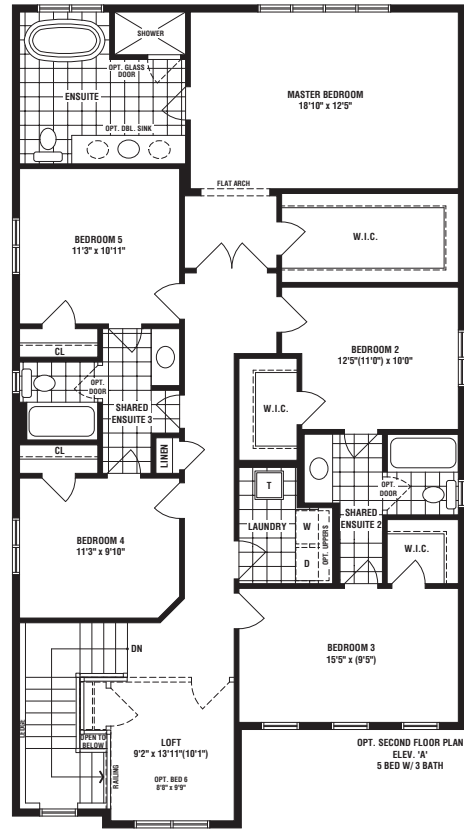 SHOWER
OPT. GLASS
DOOR
ENSUITE
MASTER BEDROOM
18'10" x 12'5"
OPT. DBL. SINK
FLAT ARCH
BEDROOM 5
11'3" x 10'11"
W.I.C.
CL
OPT.
DOOR
BEDROOM 2
12'5"(11'0") x 10'0"
SHARED
ENSUITE 3
W.I.C.
CL
LINEN
T
OPT.
DOOR
LAUNDRY
W
OPT. UPPERS
SHARED
ENSUITE 2
BEDROOM 4
11'3" x 9'10"
W.I.C.
D
DN
BEDROOM 3
15'5" x (9'5")
LEDGE
OPEN TO
BELOW
LOFT
9'2" x 13'11"(10'1")
RAILING
OPT. BED 6
8'8" x 9'9"
OPT. SECOND FLOOR PLAN
ELEV. 'A'
5 BED W/ 3 BATH